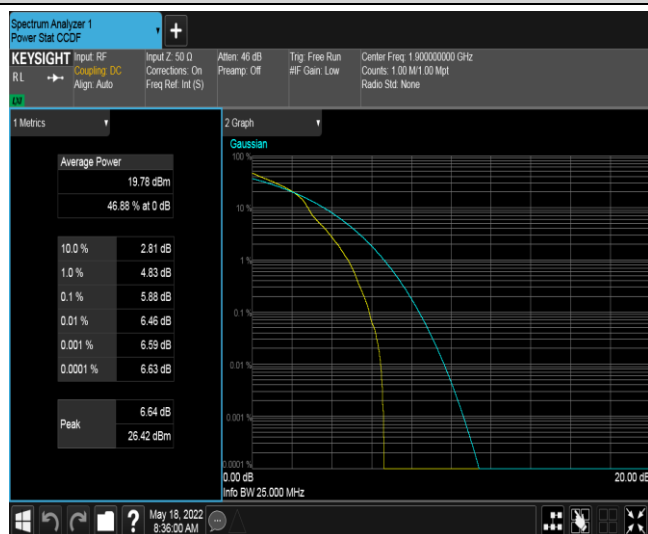 Spectrum Analyzer 1
Power Stat CCDF
+
KEYSIGHT
RL
LXI
Input: RF
Coupling: DC
Align: Auto
Input Z: 50 Ω
Corrections: On
Freq Ref: Int (S)
Atten: 46 dB
Preamp: Off
Trig: Free Run
#IF Gain: Low
Center Freq: 1.900000000 GHz
Counts: 1.00 M/1.00 Mpt
Radio Std: None
1 Metrics
Average Power
19.78 dBm
46.88 % at 0 dB
10.0 % 2.81 dB
1.0 % 4.83 dB
0.1 % 5.88 dB
0.01 % 6.46 dB
0.001 % 6.59 dB
0.0001 % 6.63 dB
Peak
6.64 dB
26.42 dBm
2 Graph
Gaussian
100 %
10 %
1 %
0.1 %
0.01 %
0.001 %
0.0001 %
0.00 dB
20.00 dB
Info BW 25.000 MHz
?
May 18, 2022
8:36:00 AM